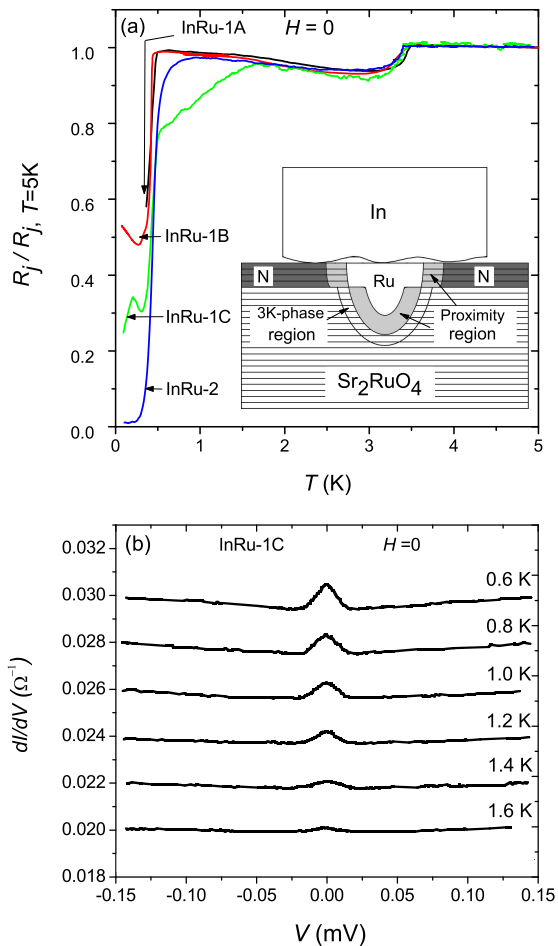 (a) InRu-1A H = 0
1.0
0.8
0.6
0.4
0.2
0.0
R_j / R_j, T=5K
InRu-1B
InRu-1C
InRu-2
In
N Ru N
3K-phase region
Proximity region
Sr₂RuO₄
0 1 2 3 4 5
T (K)
(b) InRu-1C H =0
0.032
0.030
0.028
0.026
0.024
0.022
0.020
0.018
dI/dV (Ω⁻¹)
0.6 K
0.8 K
1.0 K
1.2 K
1.4 K
1.6 K
-0.15 -0.10 -0.05 0.00 0.05 0.10 0.15
V (mV)